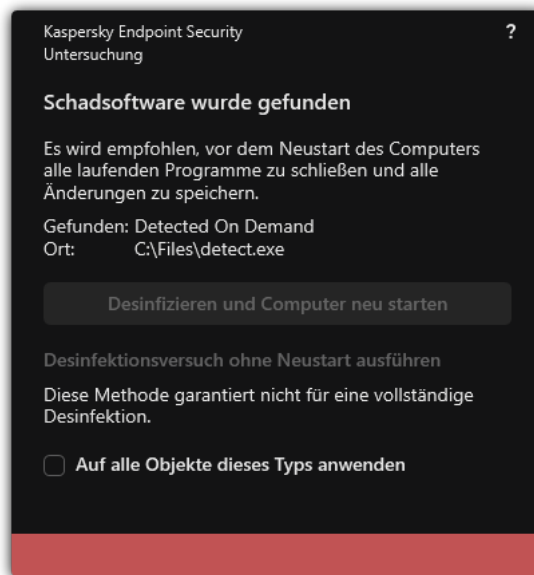 Kaspersky Endpoint Security
?
Untersuchung
Schadsoftware wurde gefunden
Es wird empfohlen, vor dem Neustart des Computers
alle laufenden Programme zu schließen und alle
Änderungen zu speichern.
Gefunden: Detected On Demand
Ort: C:\Files\detect.exe
Desinfizieren und Computer neu starten
Desinfektionsversuch ohne Neustart ausführen
Diese Methode garantiert nicht für eine vollständige
Desinfektion.
Auf alle Objekte dieses Typs anwenden